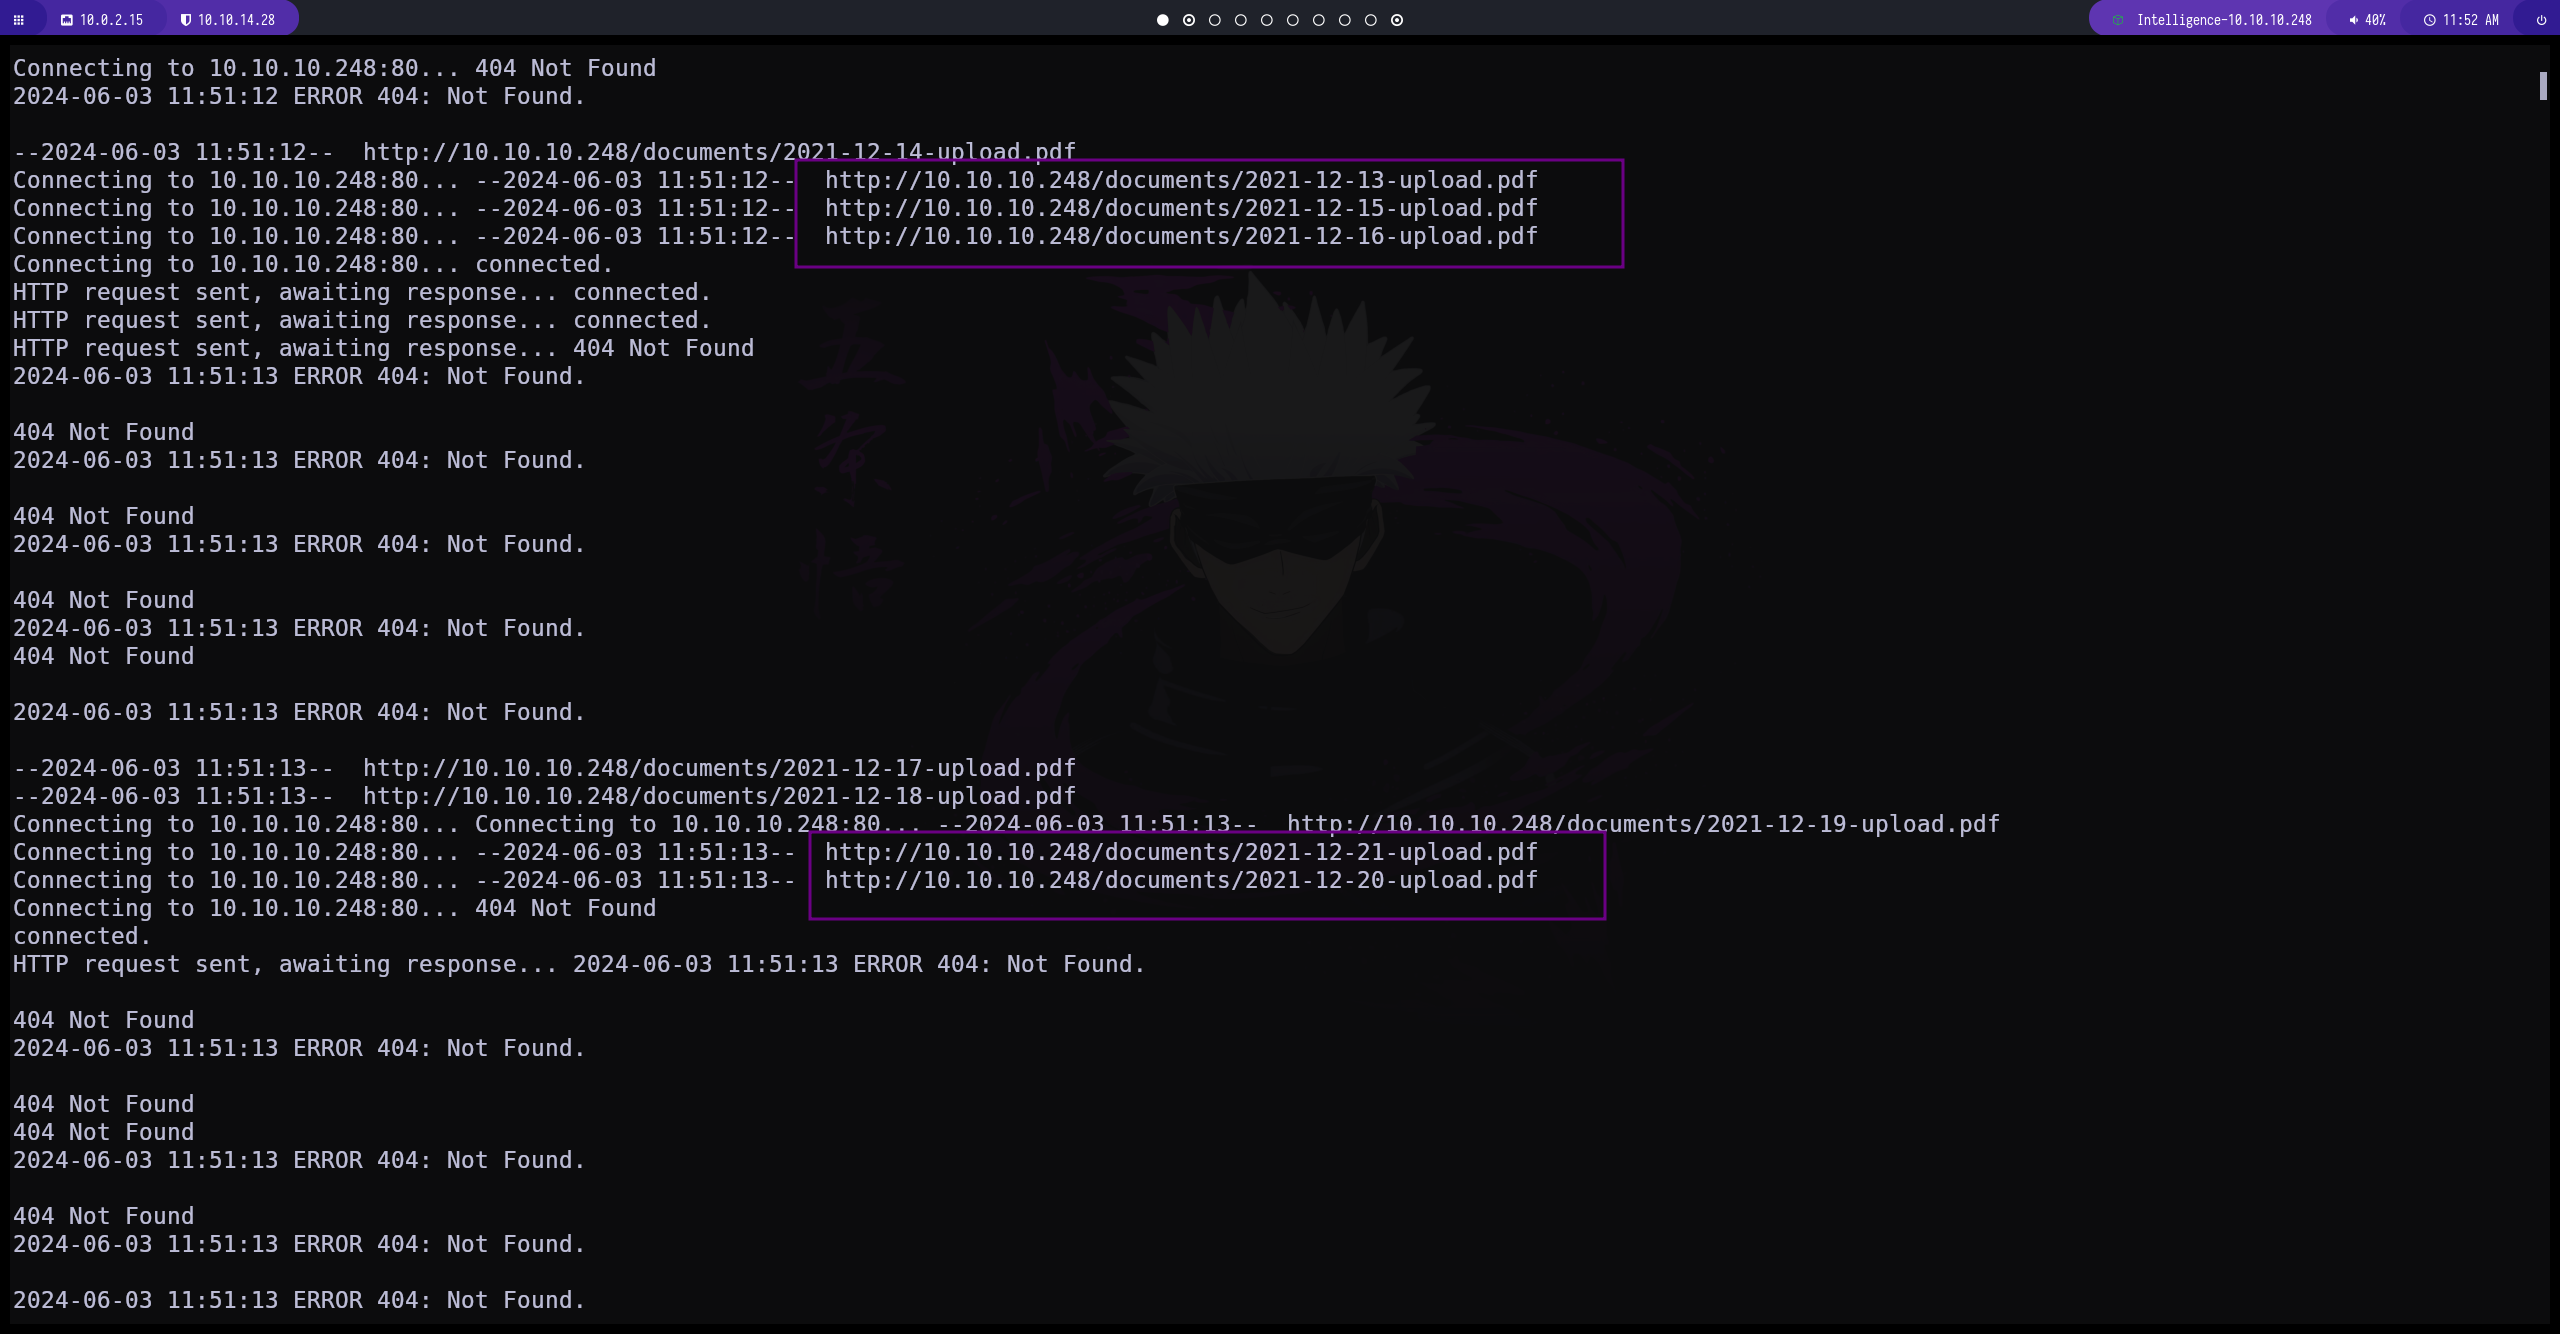 10.0.2.15 10.10.14.28 Intelligence-10.10.10.248 40% 11:52 AM
Connecting to 10.10.10.248:80... 404 Not Found
2024-06-03 11:51:12 ERROR 404: Not Found.
--2024-06-03 11:51:12--  http://10.10.10.248/documents/2021-12-14-upload.pdf
Connecting to 10.10.10.248:80... --2024-06-03 11:51:12--  http://10.10.10.248/documents/2021-12-13-upload.pdf
Connecting to 10.10.10.248:80... --2024-06-03 11:51:12--  http://10.10.10.248/documents/2021-12-15-upload.pdf
Connecting to 10.10.10.248:80... --2024-06-03 11:51:12--  http://10.10.10.248/documents/2021-12-16-upload.pdf
Connecting to 10.10.10.248:80... connected.
HTTP request sent, awaiting response... connected.
HTTP request sent, awaiting response... connected.
HTTP request sent, awaiting response... 404 Not Found
2024-06-03 11:51:13 ERROR 404: Not Found.
404 Not Found
2024-06-03 11:51:13 ERROR 404: Not Found.
404 Not Found
2024-06-03 11:51:13 ERROR 404: Not Found.
404 Not Found
2024-06-03 11:51:13 ERROR 404: Not Found.
404 Not Found
2024-06-03 11:51:13 ERROR 404: Not Found.
--2024-06-03 11:51:13--  http://10.10.10.248/documents/2021-12-17-upload.pdf
--2024-06-03 11:51:13--  http://10.10.10.248/documents/2021-12-18-upload.pdf
Connecting to 10.10.10.248:80... Connecting to 10.10.10.248:80... --2024-06-03 11:51:13--  http://10.10.10.248/documents/2021-12-19-upload.pdf
Connecting to 10.10.10.248:80... --2024-06-03 11:51:13--  http://10.10.10.248/documents/2021-12-21-upload.pdf
Connecting to 10.10.10.248:80... --2024-06-03 11:51:13--  http://10.10.10.248/documents/2021-12-20-upload.pdf
Connecting to 10.10.10.248:80... 404 Not Found
connected.
HTTP request sent, awaiting response... 2024-06-03 11:51:13 ERROR 404: Not Found.
404 Not Found
2024-06-03 11:51:13 ERROR 404: Not Found.
404 Not Found
404 Not Found
2024-06-03 11:51:13 ERROR 404: Not Found.
404 Not Found
2024-06-03 11:51:13 ERROR 404: Not Found.
2024-06-03 11:51:13 ERROR 404: Not Found.
五条悟